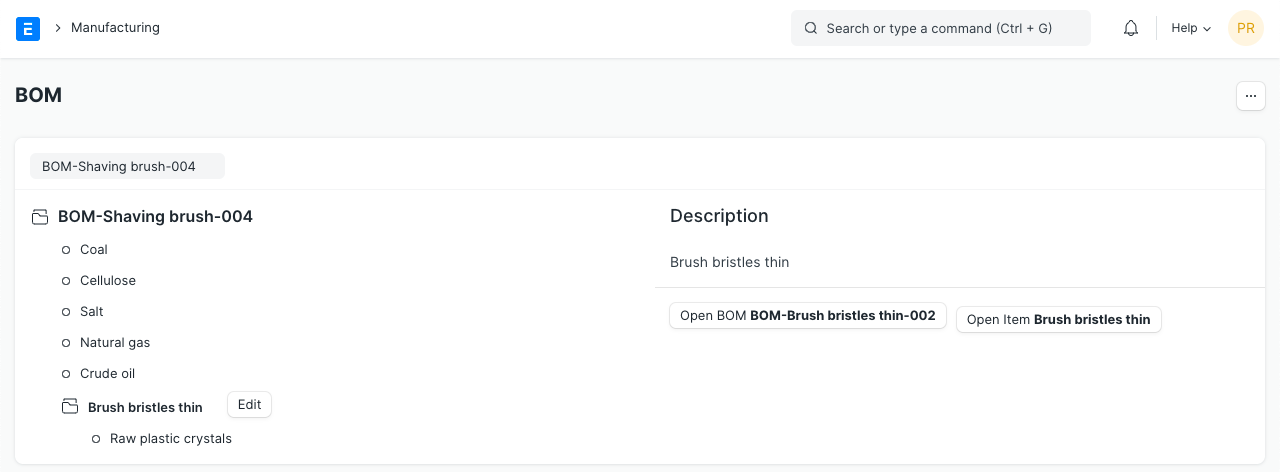 E
Manufacturing
Search or type a command (Ctrl + G)
Help
PR
BOM
...
BOM-Shaving brush-004
BOM-Shaving brush-004
Coal
Cellulose
Salt
Natural gas
Crude oil
Brush bristles thin
Edit
Raw plastic crystals
Description
Brush bristles thin
Open BOM BOM-Brush bristles thin-002
Open Item Brush bristles thin